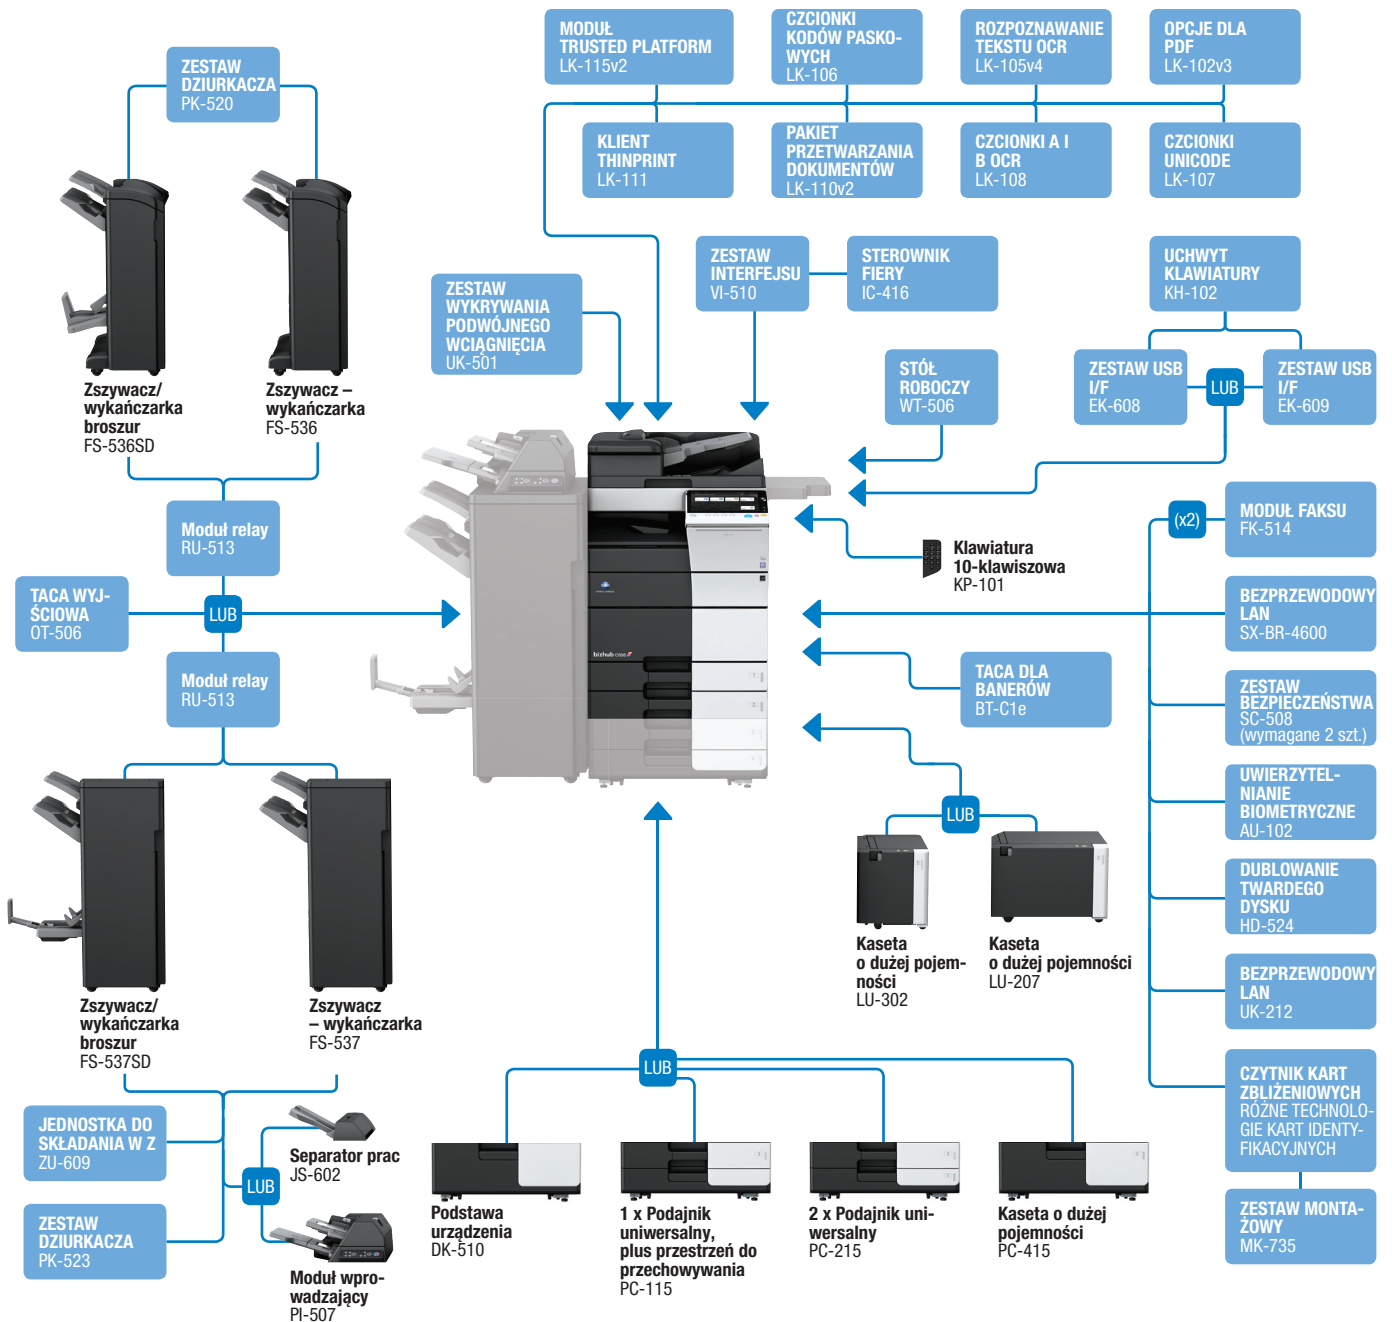 MODUŁ
TRUSTED PLATFORM
LK-115v2
CZCIONKI
KODÓW PASKO-
WYCH
LK-106
ROZPOZNAWANIE
TEKSTU OCR
LK-105v4
OPCJE DLA
PDF
LK-102v3
ZESTAW
DZIURKACZA
PK-520
KLIENT
THINPRINT
LK-111
PAKIET
PRZETWARZANIA
DOKUMENTÓW
LK-110v2
CZCIONKI A I
B OCR
LK-108
CZCIONKI
UNICODE
LK-107
ZESTAW
INTERFEJSU
VI-510
STEROWNIK
FIERY
IC-416
UCHWYT
KLAWIATURY
KH-102
ZESTAW
WYKRYWANIA
PODWÓJNEGO
WCIĄGNIĘCIA
UK-501
STÓŁ
ROBOCZY
WT-506
ZESTAW USB
I/F
EK-608
LUB
ZESTAW USB
I/F
EK-609
Zszywacz/
wykańczarka
broszur
FS-536SD
Zszywacz –
wykańczarka
FS-536
Moduł relay
RU-513
(x2)
MODUŁ FAKSU
FK-514
Klawiatura
10-klawiszowa
KP-101
TACA WYJ-
ŚCIOWA
OT-506
LUB
BEZPRZEWODOWY
LAN
SX-BR-4600
bizhub
Moduł relay
RU-513
TACA DLA
BANERÓW
BT-C1e
ZESTAW
BEZPIECZEŃSTWA
SC-508
(wymagane 2 szt.)
UWIERZYTEL-
NIANIE
BIOMETRYCZNE
AU-102
LUB
DUBLOWANIE
TWARDEGO
DYSKU
HD-524
Kaseta
o dużej pojem-
ności
LU-302
Kaseta
o dużej pojemności
LU-207
BEZPRZEWODOWY
LAN
UK-212
Zszywacz/
wykańczarka
broszur
FS-537SD
Zszywacz
– wykańczarka
FS-537
LUB
CZYTNIK KART
ZBLIŻENIOWYCH
RÓŻNE TECHNOLO-
GIE KART IDENTY-
FIKACYJNYCH
JEDNOSTKA DO
SKŁADANIA W Z
ZU-609
Separator prac
JS-602
LUB
ZESTAW
DZIURKACZA
PK-523
Moduł wpro-
wadzający
PI-507
Podstawa
urządzenia
DK-510
1 x Podajnik
uniwersalny,
plus przestrzeń do
przechowywania
PC-115
2 x Podajnik uni-
wersalny
PC-215
Kaseta o dużej
pojemności
PC-415
ZESTAW MONTA-
ŻOWY
MK-735